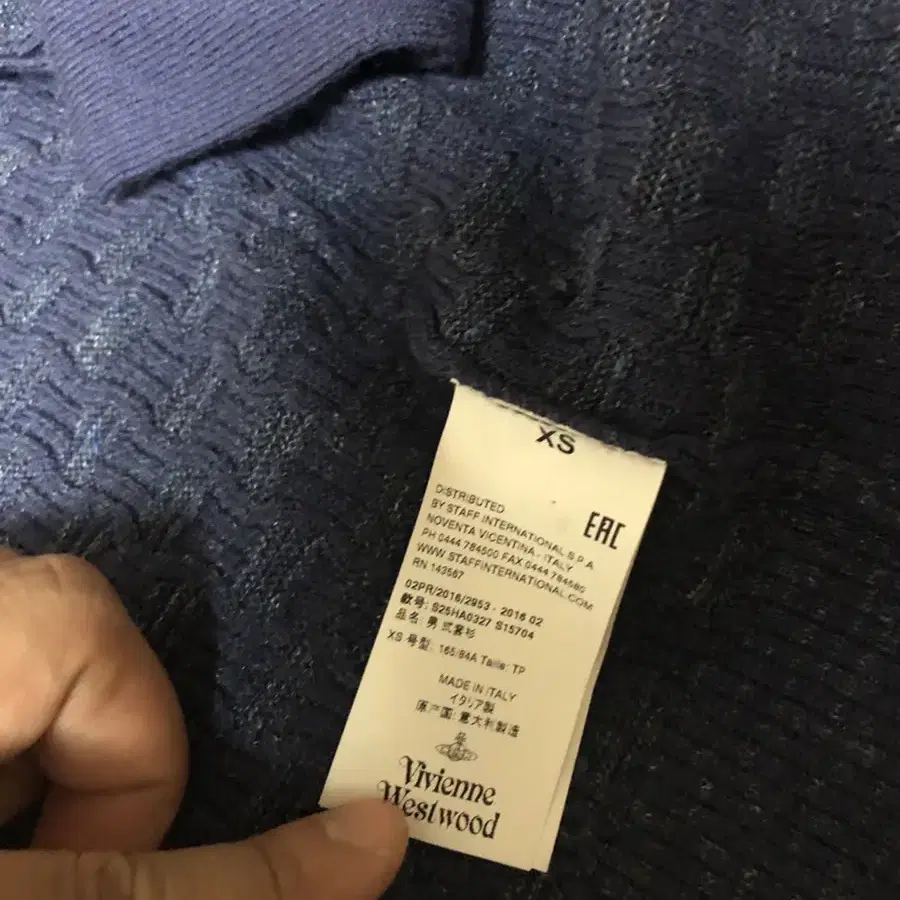 XS
DISTRIBUTED
BY STAFF INTERNATIONAL S.P.A.
NOVENTA VICENTINA - ITALY
PH 0444 784500 FAX 0444 784580
WWW.STAFFINTERNATIONAL.COM
RN 143567
EAC
02PR/2016/2953 - 2016 02
款号: S25HA0327 S15704
品名: 男 式套衫
XS 号型: 165/84A Taille: TP
MADE IN ITALY
イタリア製
原产国: 意大利製造
Vivienne
Westwood